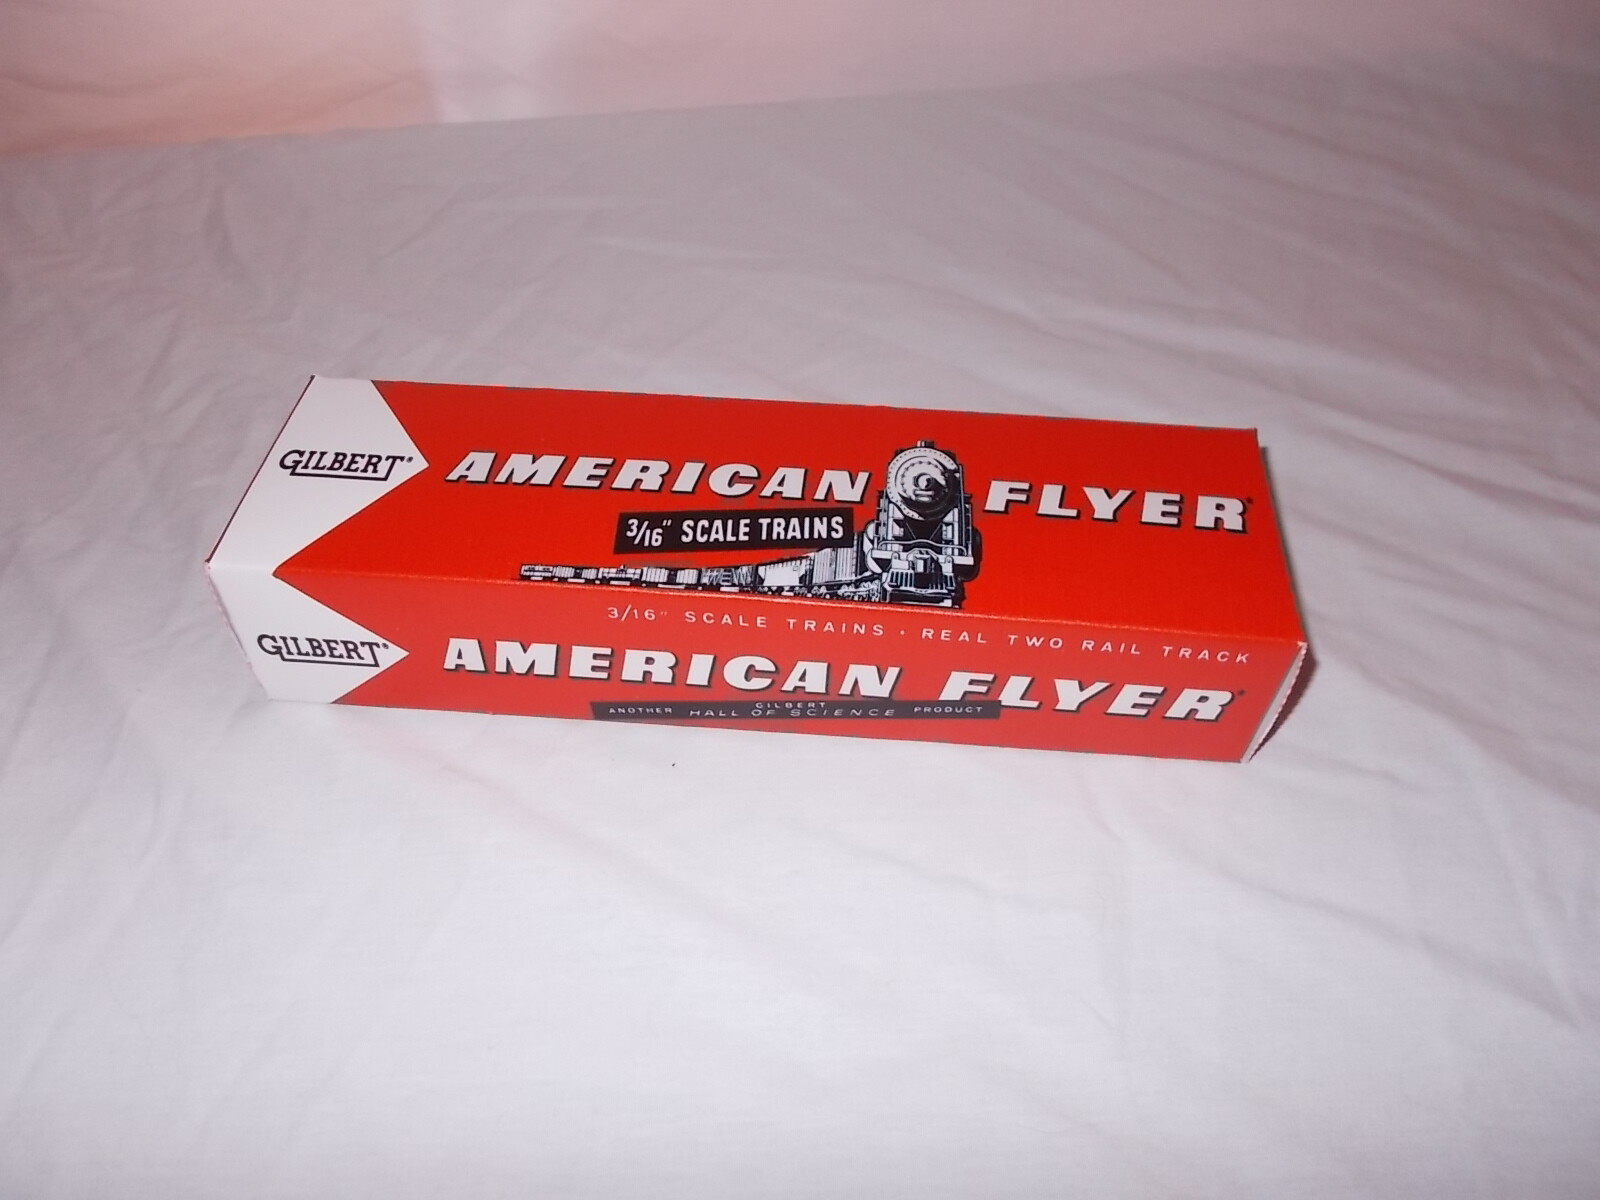 GILBERT®
AMERICAN FLYER®
3/16" SCALE TRAINS
3/16" SCALE TRAINS · REAL TWO RAIL TRACK
GILBERT®
AMERICAN FLYER®
ANOTHER GILBERT HALL OF SCIENCE PRODUCT